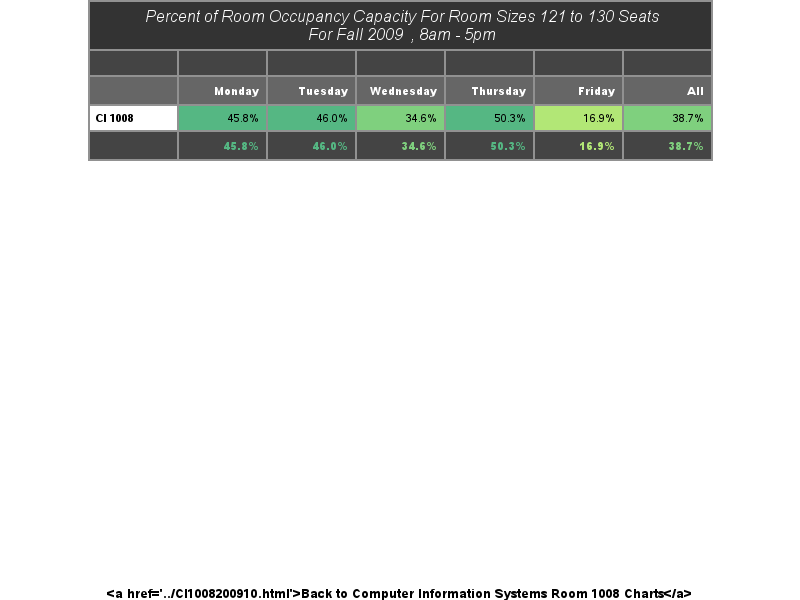 Percent of Room Occupancy Capacity For Room Sizes 121 to 130 Seats
For Fall 2009 , 8am - 5pm
Monday Tuesday Wednesday Thursday Friday All
CI 1008 45.8% 46.0% 34.6% 50.3% 16.9% 38.7%
45.8% 46.0% 34.6% 50.3% 16.9% 38.7%
<a href='../CI1008200910.html'>Back to Computer Information Systems Room 1008 Charts</a>